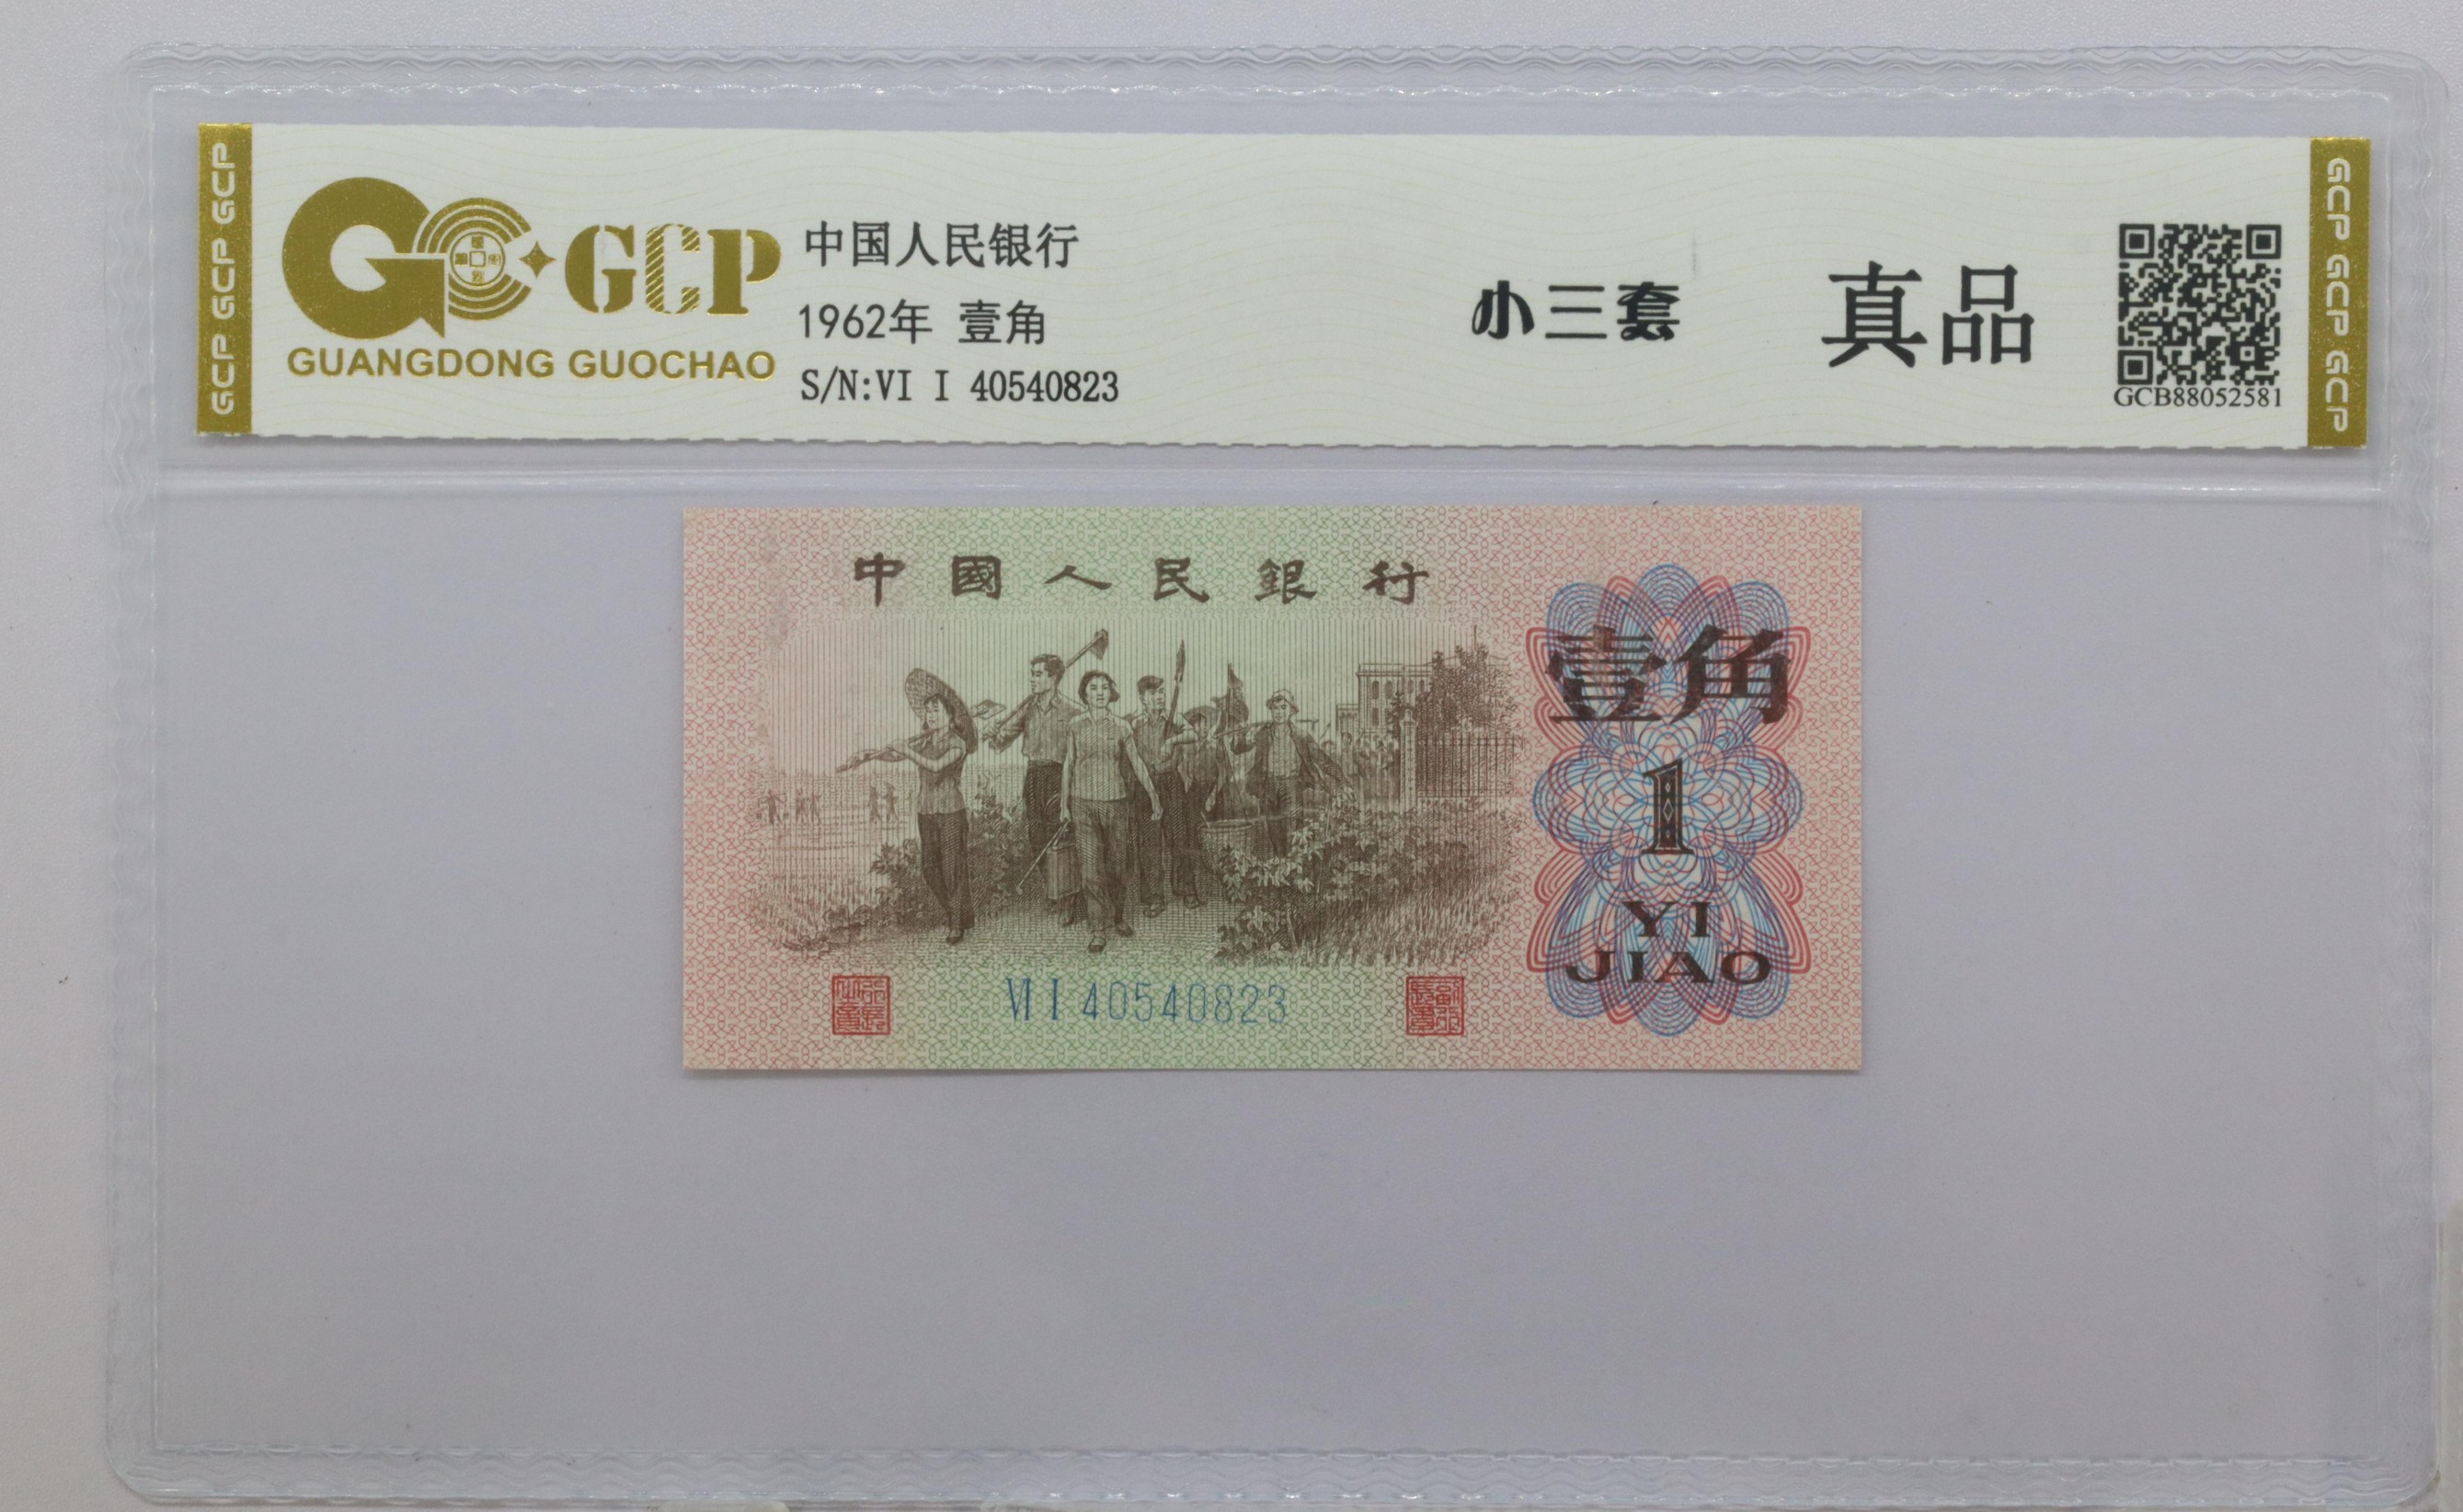 GCP GCP GCP
GCP
GUANGDONG GUOCHAO
中国人民银行
1962年 壹角
S/N:VI I 40540823
小三套
真品
GCB88052581
GCP GCP GCP
中國人民銀行
壹角
1
YI
JIAO
VI I 40540823